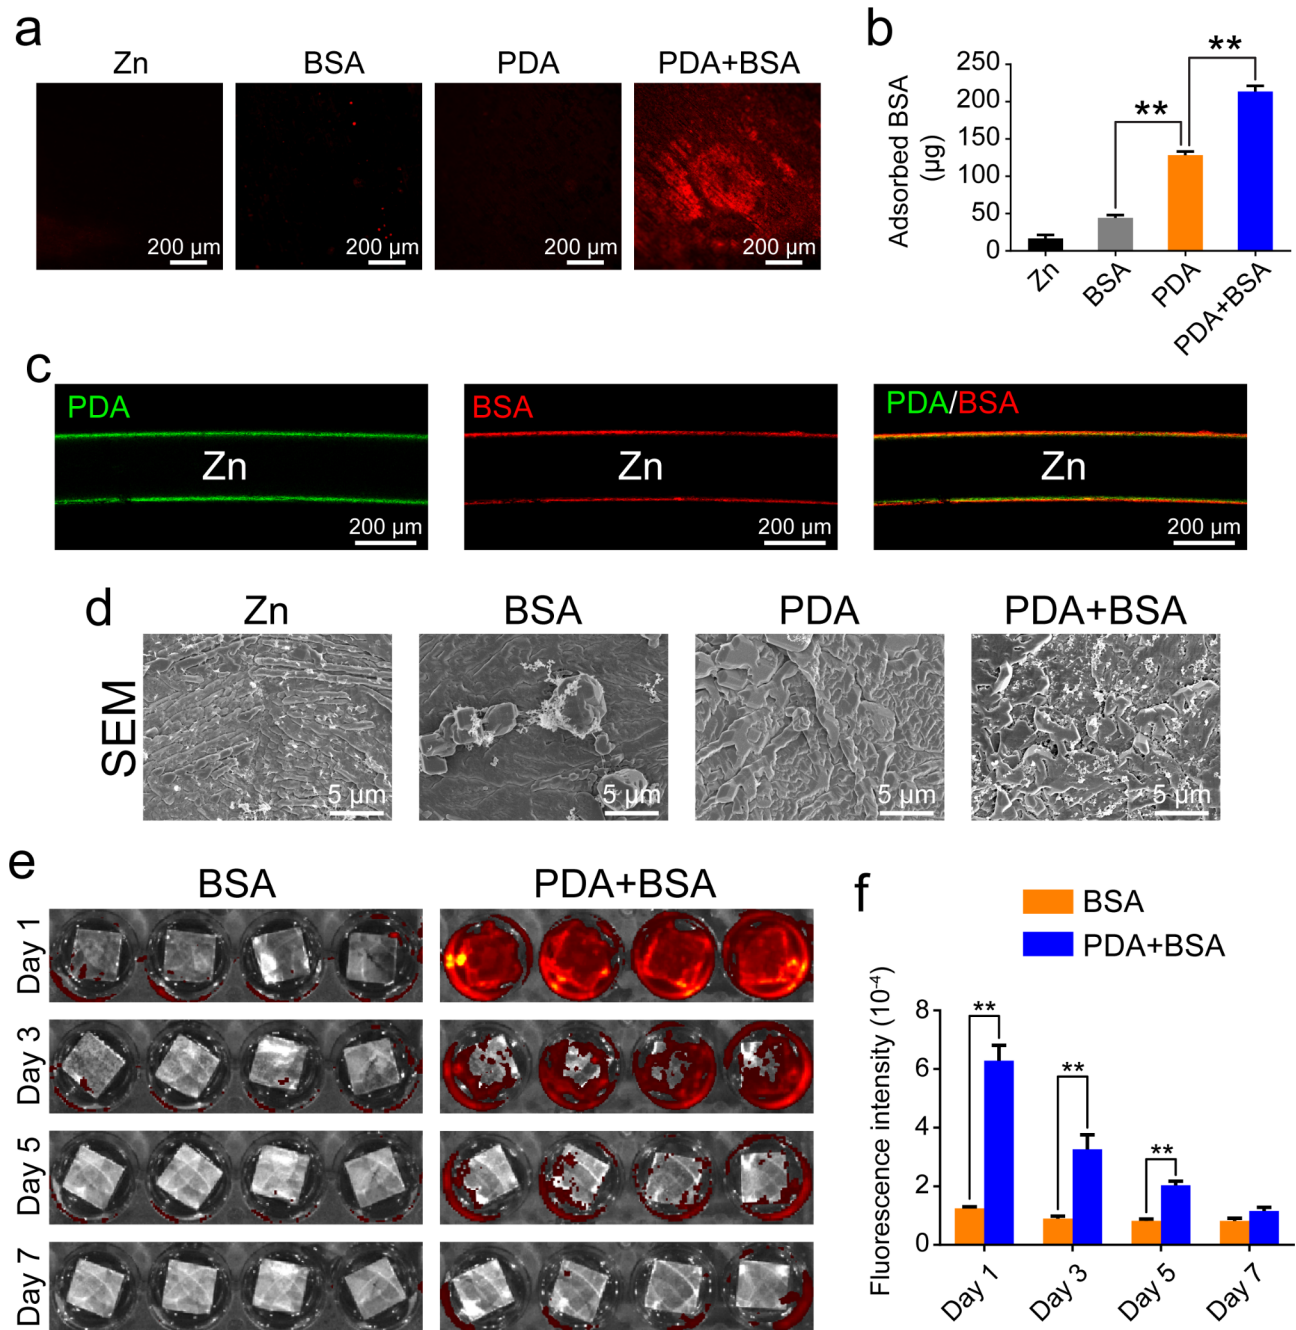 a
Zn BSA PDA PDA+BSA
200 µm 200 µm 200 µm 200 µm
b
** **
Adsorbed BSA
(µg)
250
200
150
100
50
0
Zn BSA PDA PDA+BSA
c
PDA BSA PDA/BSA
Zn Zn Zn
200 µm 200 µm 200 µm
d
Zn BSA PDA PDA+BSA
SEM
5 µm 5 µm 5 µm 5 µm
e
BSA PDA+BSA
Day 1
Day 3
Day 5
Day 7
f
BSA
PDA+BSA
Fluorescence intensity (10⁻⁴)
8
6
4
2
0
** ** **
Day 1 Day 3 Day 5 Day 7